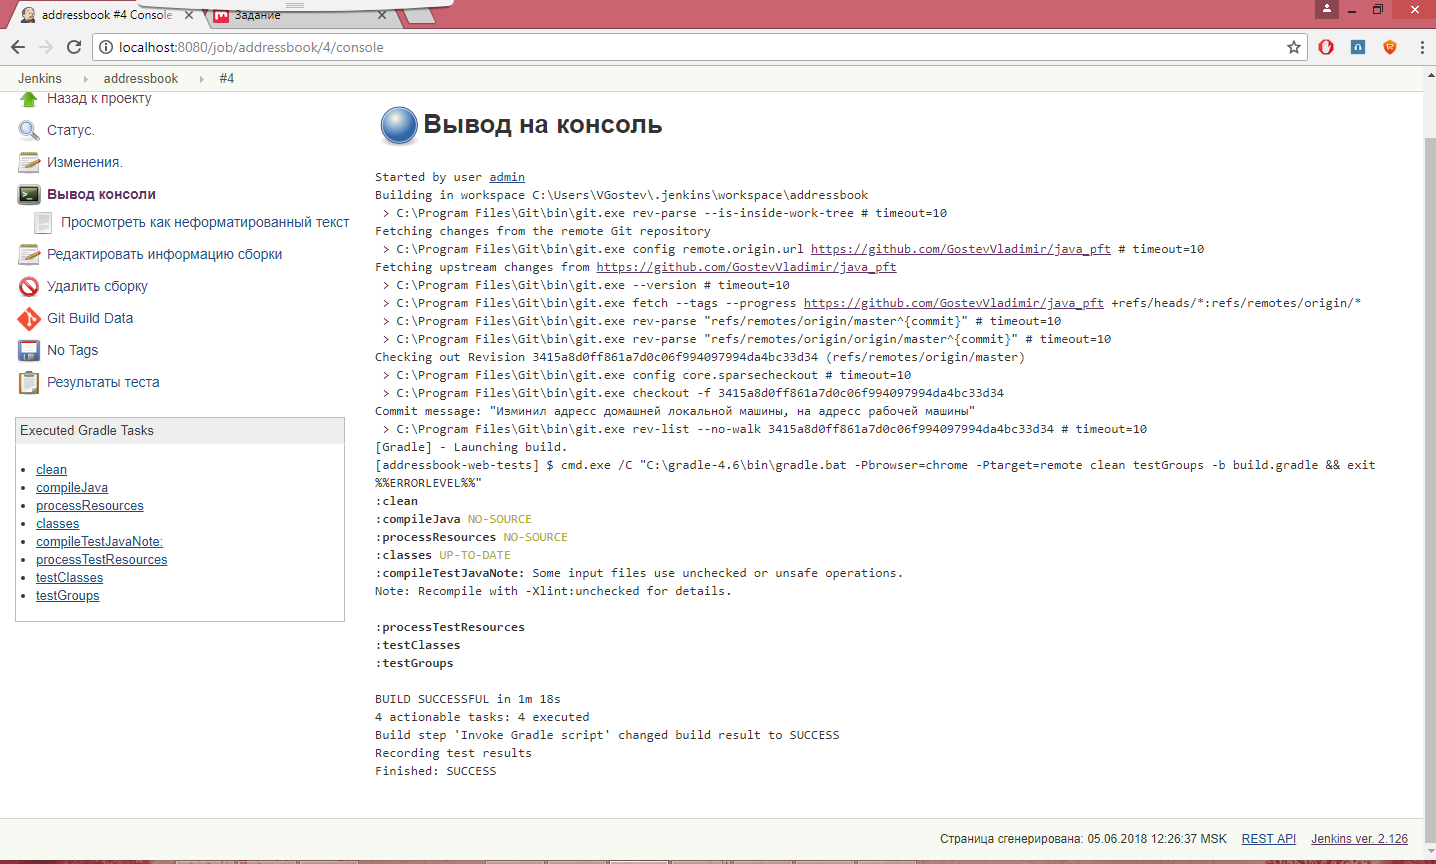 addressbook #4 Console
Задание
localhost:8080/job/addressbook/4/console
Jenkins
addressbook
#4
Назад к проекту
Статус.
Изменения.
Вывод консоли
Просмотреть как неформатированный текст
Редактировать информацию сборки
Удалить сборку
Git Build Data
No Tags
Результаты теста
Executed Gradle Tasks
clean
compileJava
processResources
classes
compileTestJavaNote:
processTestResources
testClasses
testGroups
Вывод на консоль
Started by user admin
Building in workspace C:\Users\VGostev\.jenkins\workspace\addressbook
> C:\Program Files\Git\bin\git.exe rev-parse --is-inside-work-tree # timeout=10
Fetching changes from the remote Git repository
> C:\Program Files\Git\bin\git.exe config remote.origin.url https://github.com/GostevVladimir/java_pft # timeout=10
Fetching upstream changes from https://github.com/GostevVladimir/java_pft
> C:\Program Files\Git\bin\git.exe --version # timeout=10
> C:\Program Files\Git\bin\git.exe fetch --tags --progress https://github.com/GostevVladimir/java_pft +refs/heads/*:refs/remotes/origin/*
> C:\Program Files\Git\bin\git.exe rev-parse "refs/remotes/origin/master^{commit}" # timeout=10
> C:\Program Files\Git\bin\git.exe rev-parse "refs/remotes/origin/origin/master^{commit}" # timeout=10
Checking out Revision 3415a8d0ff861a7d0c06f994097994da4bc33d34 (refs/remotes/origin/master)
> C:\Program Files\Git\bin\git.exe config core.sparsecheckout # timeout=10
> C:\Program Files\Git\bin\git.exe checkout -f 3415a8d0ff861a7d0c06f994097994da4bc33d34
Commit message: "Изминил адресс домашней локальной машины, на адресс рабочей машины"
> C:\Program Files\Git\bin\git.exe rev-list --no-walk 3415a8d0ff861a7d0c06f994097994da4bc33d34 # timeout=10
[Gradle] - Launching build.
[addressbook-web-tests] $ cmd.exe /C "C:\gradle-4.6\bin\gradle.bat -Pbrowser=chrome -Ptarget=remote clean testGroups -b build.gradle && exit
%%ERRORLEVEL%%"
:clean
:compileJava NO-SOURCE
:processResources NO-SOURCE
:classes UP-TO-DATE
:compileTestJavaNote: Some input files use unchecked or unsafe operations.
Note: Recompile with -Xlint:unchecked for details.
:processTestResources
:testClasses
:testGroups
BUILD SUCCESSFUL in 1m 18s
4 actionable tasks: 4 executed
Build step 'Invoke Gradle script' changed build result to SUCCESS
Recording test results
Finished: SUCCESS
Страница сгенерирована: 05.06.2018 12:26:37 MSK
REST API
Jenkins ver. 2.126